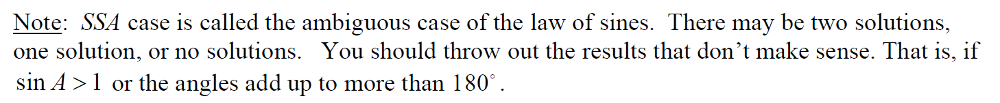 Note:  SSA case is called the ambiguous case of the law of sines.  There may be two solutions,
one solution, or no solutions.   You should throw out the results that don’t make sense. That is, if
sin A > 1 or the angles add up to more than 180°.